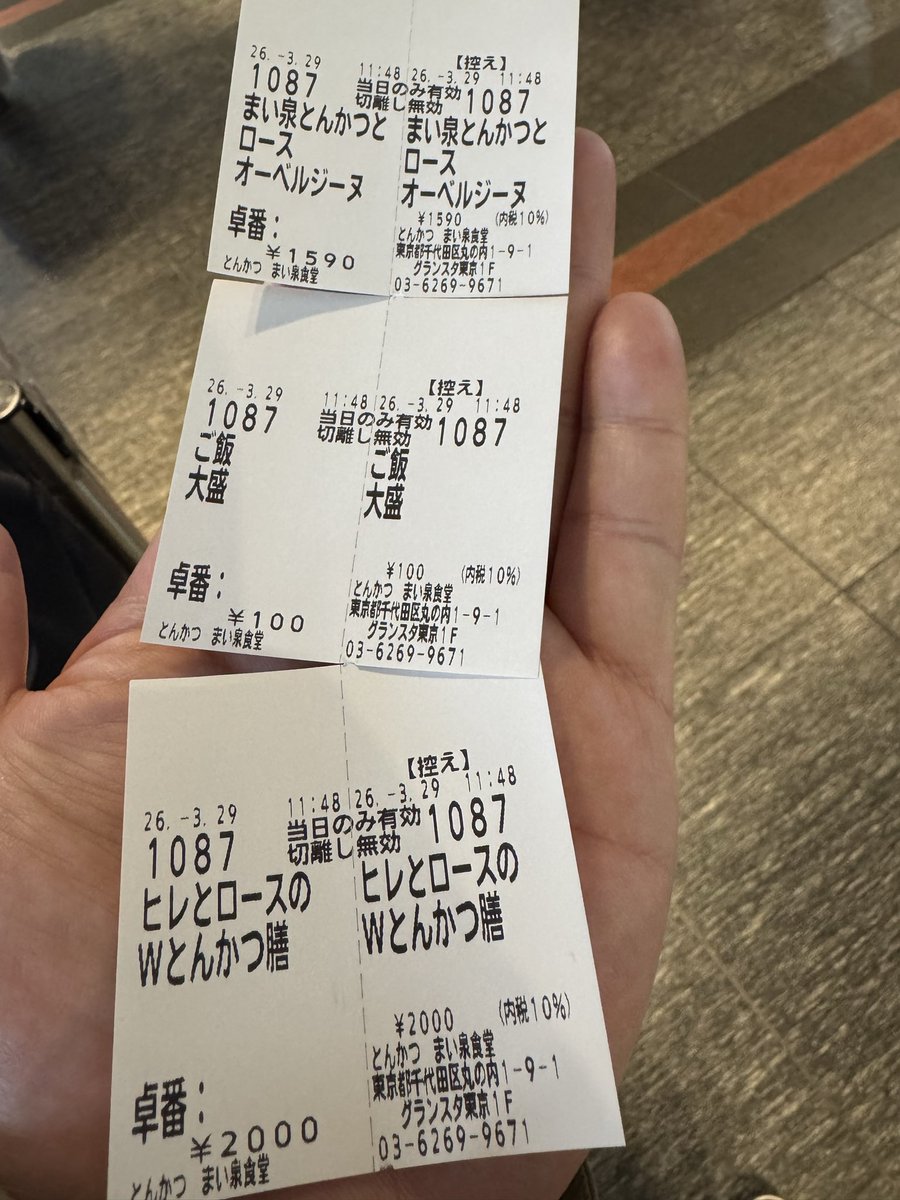 26.-3.29 11:48
1087
当日のみ有効
切離し無効
まい泉とんかつと
ロース
オーベルジーヌ
卓番:
¥1590
とんかつ まい泉食堂
【控え】
26.-3.29 11:48
1087
まい泉とんかつと
ロース
オーベルジーヌ
¥1590 (内税10%)
とんかつ まい泉食堂
東京都千代田区丸の内1-9-1
グランスタ東京1F
03-6269-9671
26.-3.29 11:48
1087
当日のみ有効
切離し無効
ご飯
大盛
卓番:
¥100
とんかつ まい泉食堂
【控え】
26.-3.29 11:48
1087
ご飯
大盛
¥100 (内税10%)
とんかつ まい泉食堂
東京都千代田区丸の内1-9-1
グランスタ東京1F
03-6269-9671
26.-3.29 11:48
1087
当日のみ有効
切離し無効
ヒレとロースの
Wとんかつ膳
卓番:
¥2000
とんかつ まい泉食堂
【控え】
26.-3.29 11:48
1087
ヒレとロースの
Wとんかつ膳
¥2000 (内税10%)
とんかつ まい泉食堂
東京都千代田区丸の内1-9-1
グランスタ東京1F
03-6269-9671